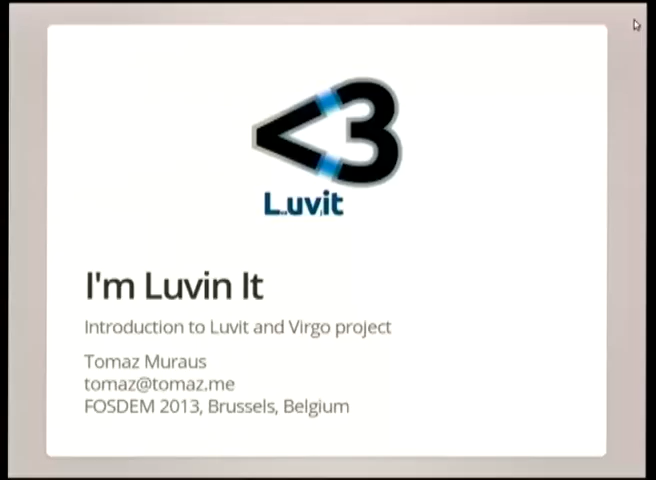 <3
Luvit
I'm Luvin It
Introduction to Luvit and Virgo project
Tomaz Muraus
tomaz@tomaz.me
FOSDEM 2013, Brussels, Belgium